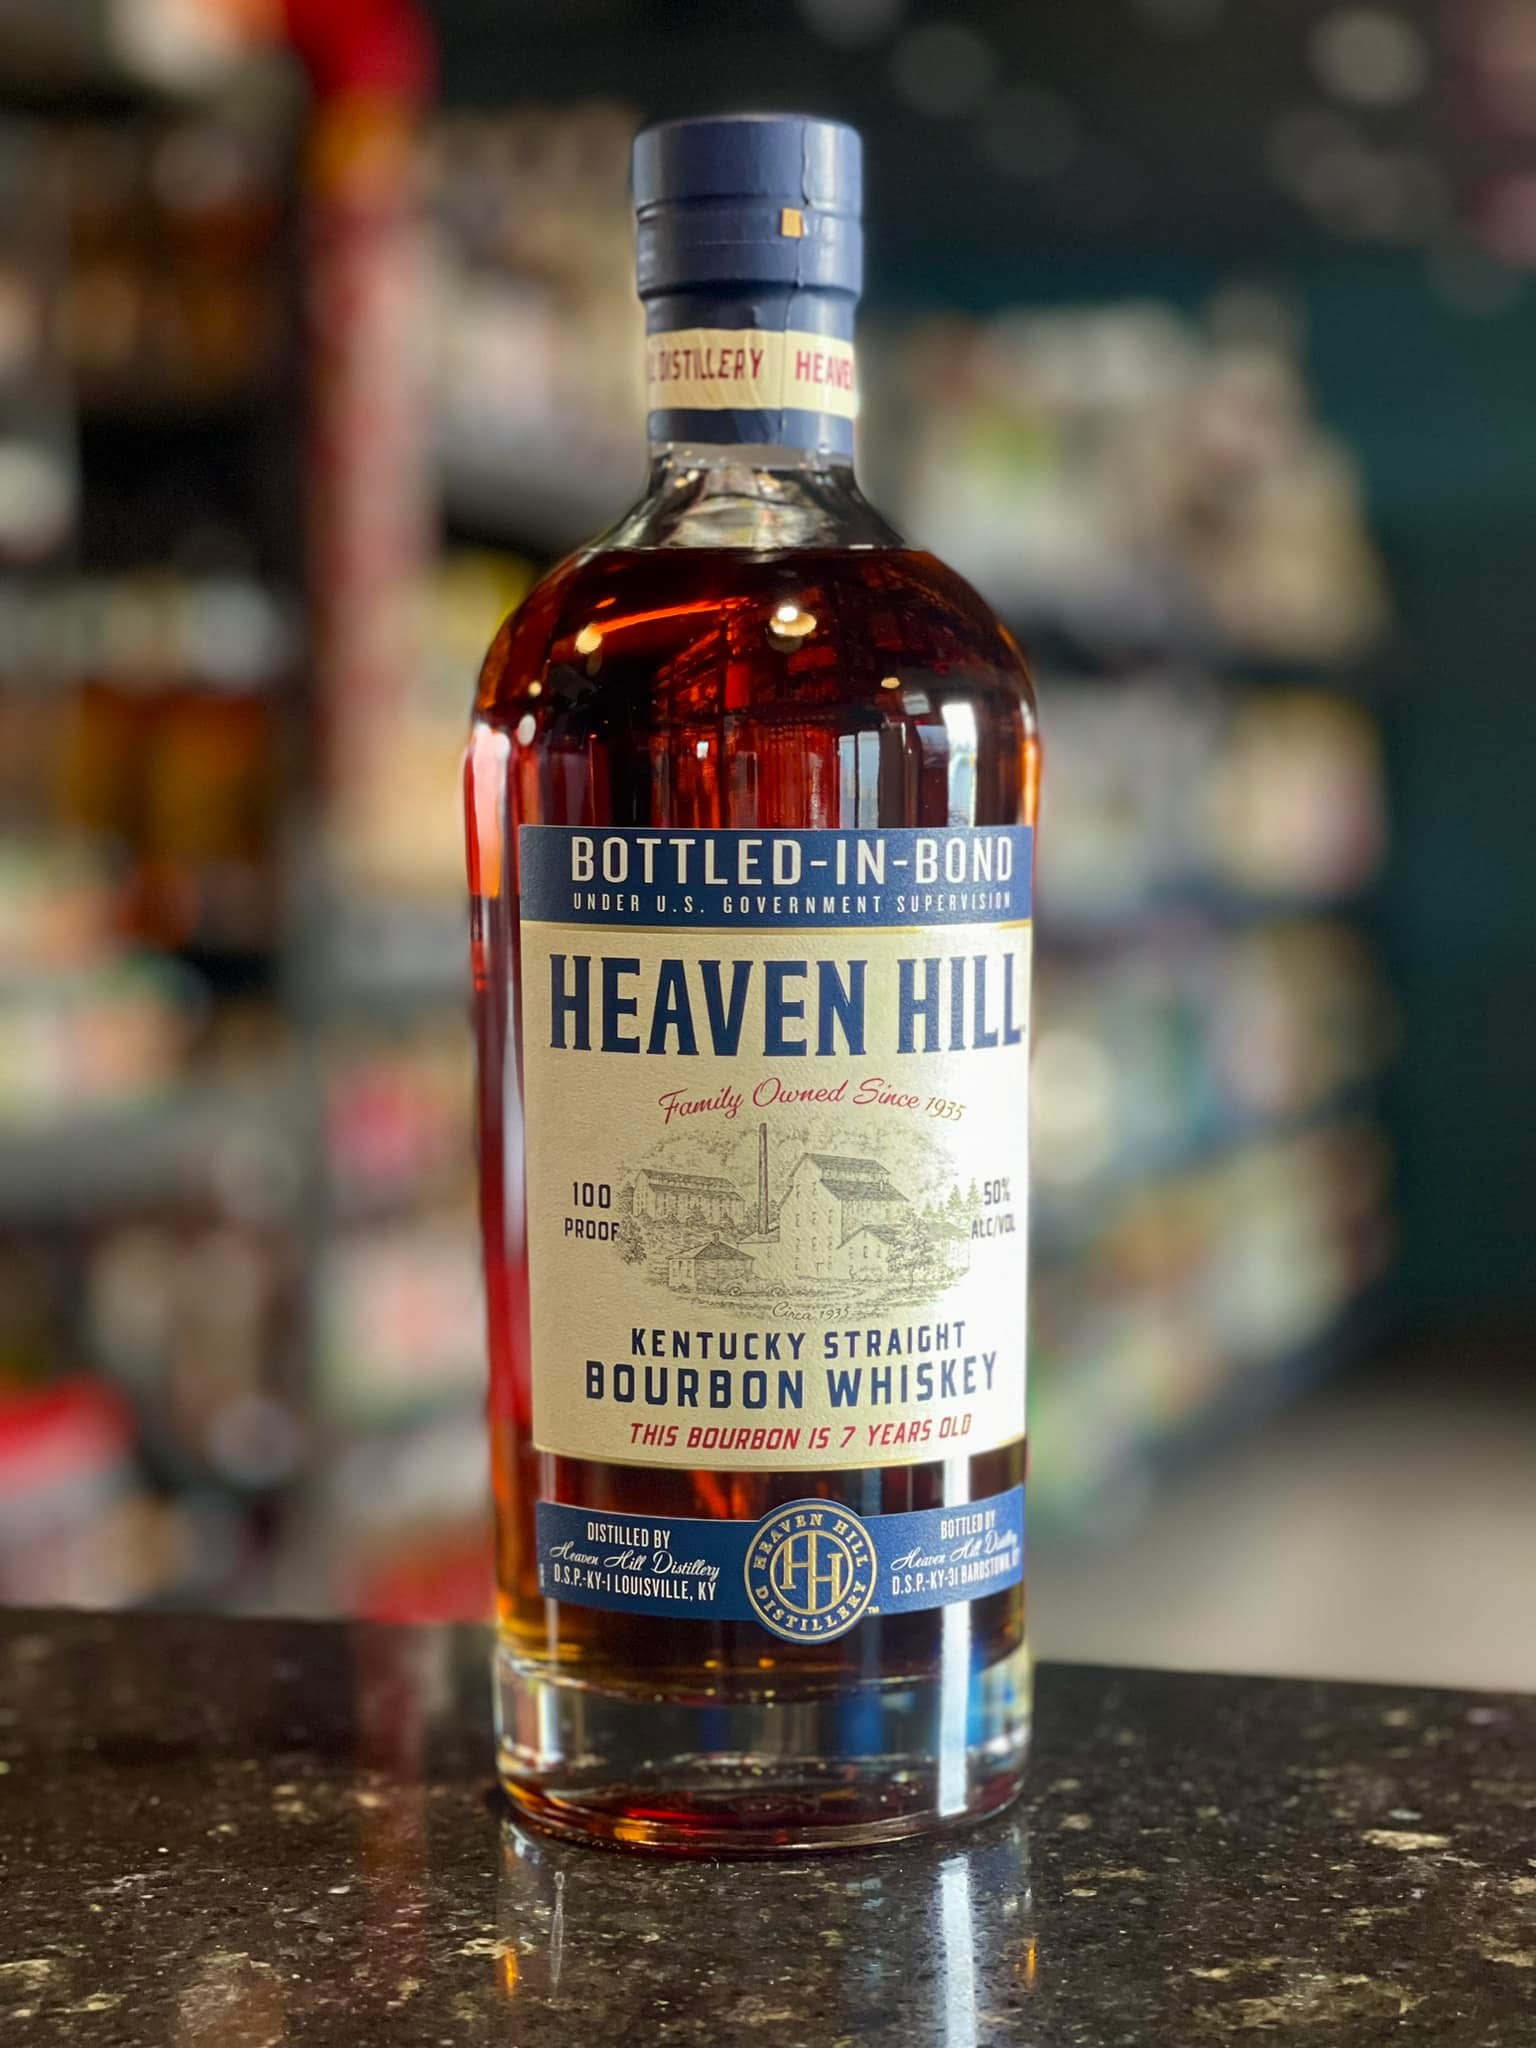 DISTILLERY HEAVEN
BOTTLED-IN-BOND
UNDER U.S. GOVERNMENT SUPERVISION
HEAVEN HILL
Family Owned Since 1935
100
PROOF
50%
ALC/VOL
Circa 1935
KENTUCKY STRAIGHT
BOURBON WHISKEY
THIS BOURBON IS 7 YEARS OLD
DISTILLED BY
Heaven Hill Distillery
D.S.P.-KY-1 LOUISVILLE, KY
HEAVEN HILL
HH
DISTILLERY
TM
BOTTLED BY
Heaven Hill Distillery
D.S.P.-KY-31 BARDSTOWN, KY